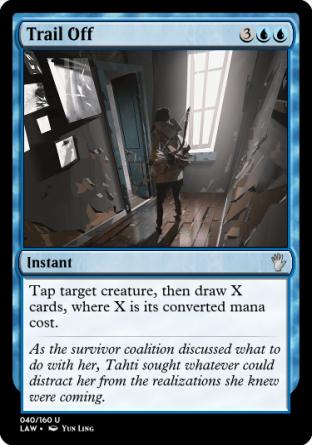 Trail Off 3
Instant
Tap target creature, then draw X
cards, where X is its converted mana
cost.
As the survivor coalition discussed what to
do with her, Tahti sought whatever could
distract her from the realizations she knew
were coming.
040/160 U
LAW • Yun Ling